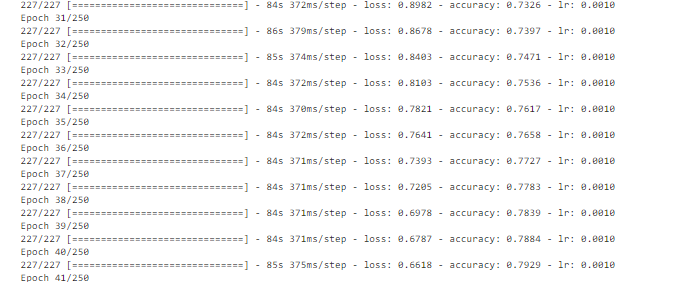 227/227 [==============================] - 84s 372ms/step - loss: 0.8982 - accuracy: 0.7326 - lr: 0.0010
Epoch 31/250
227/227 [==============================] - 86s 379ms/step - loss: 0.8678 - accuracy: 0.7397 - lr: 0.0010
Epoch 32/250
227/227 [==============================] - 85s 374ms/step - loss: 0.8403 - accuracy: 0.7471 - lr: 0.0010
Epoch 33/250
227/227 [==============================] - 84s 372ms/step - loss: 0.8103 - accuracy: 0.7536 - lr: 0.0010
Epoch 34/250
227/227 [==============================] - 84s 370ms/step - loss: 0.7821 - accuracy: 0.7617 - lr: 0.0010
Epoch 35/250
227/227 [==============================] - 84s 372ms/step - loss: 0.7641 - accuracy: 0.7658 - lr: 0.0010
Epoch 36/250
227/227 [==============================] - 84s 371ms/step - loss: 0.7393 - accuracy: 0.7727 - lr: 0.0010
Epoch 37/250
227/227 [==============================] - 84s 371ms/step - loss: 0.7205 - accuracy: 0.7783 - lr: 0.0010
Epoch 38/250
227/227 [==============================] - 84s 371ms/step - loss: 0.6978 - accuracy: 0.7839 - lr: 0.0010
Epoch 39/250
227/227 [==============================] - 84s 371ms/step - loss: 0.6787 - accuracy: 0.7884 - lr: 0.0010
Epoch 40/250
227/227 [==============================] - 85s 375ms/step - loss: 0.6618 - accuracy: 0.7929 - lr: 0.0010
Epoch 41/250